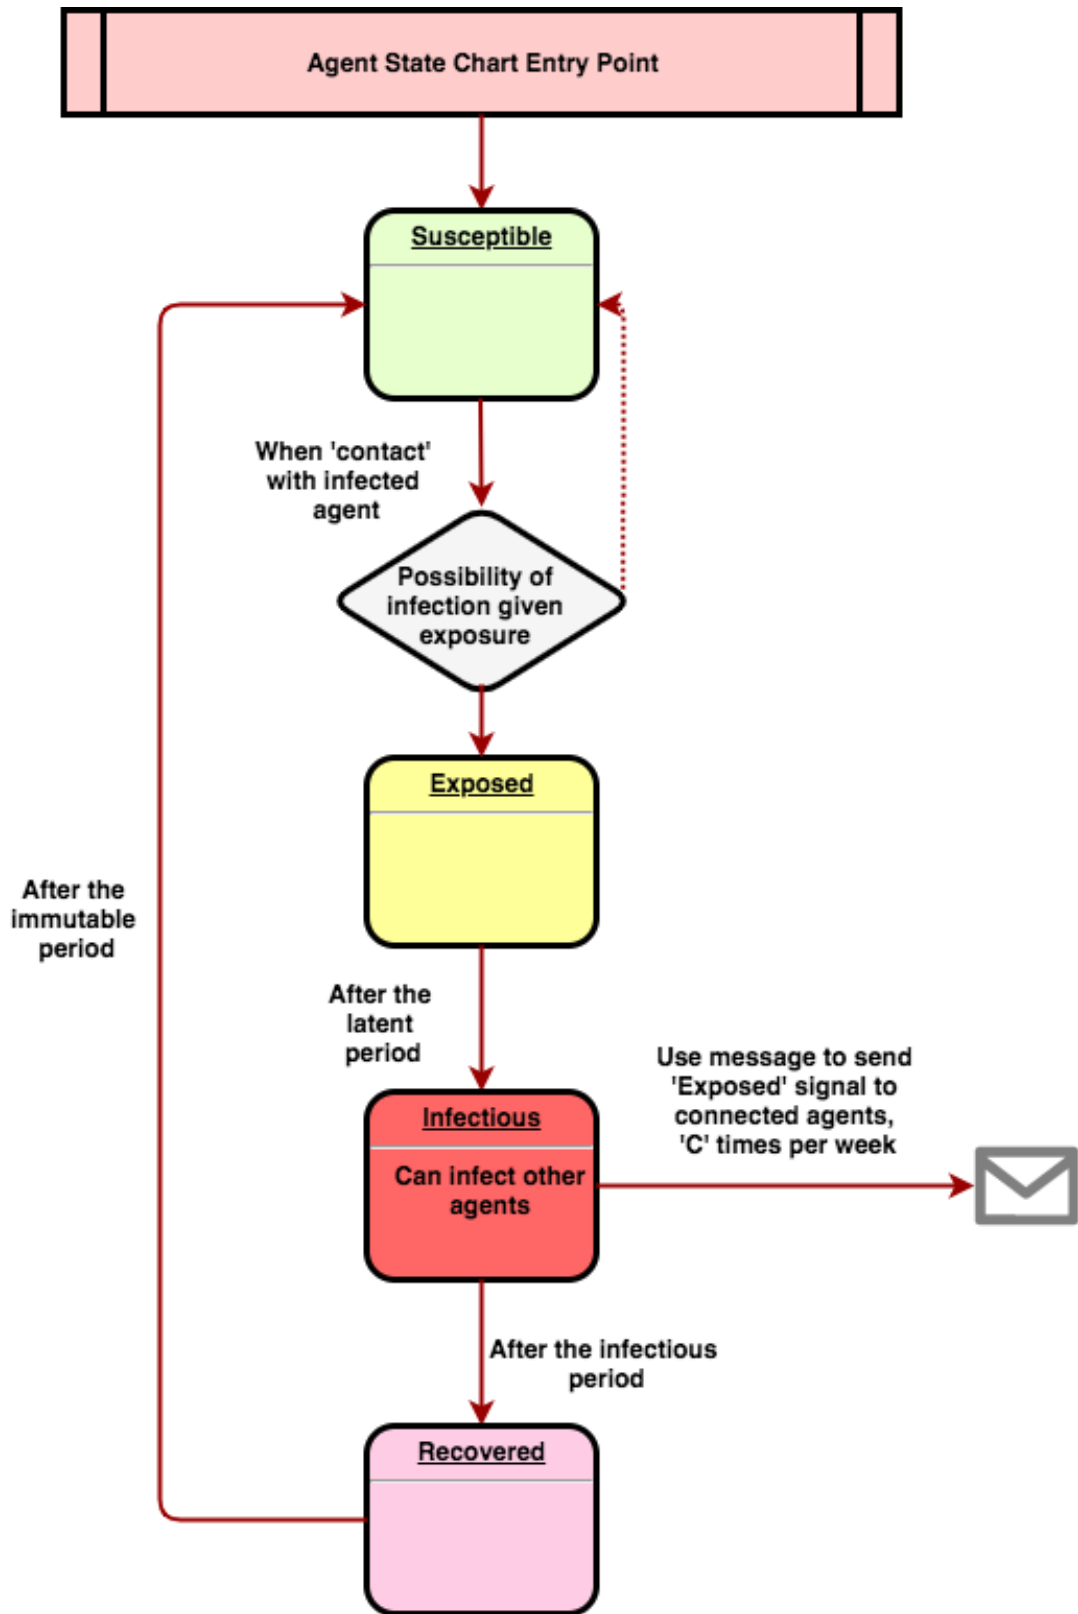 Agent State Chart Entry Point
Susceptible
When 'contact'
with infected
agent
Possibility of
infection given
exposure
Exposed
After the
immutable
period
After the
latent
period
Use message to send
'Exposed' signal to
connected agents,
'C' times per week
Infectious
Can infect other
agents
After the infectious
period
Recovered